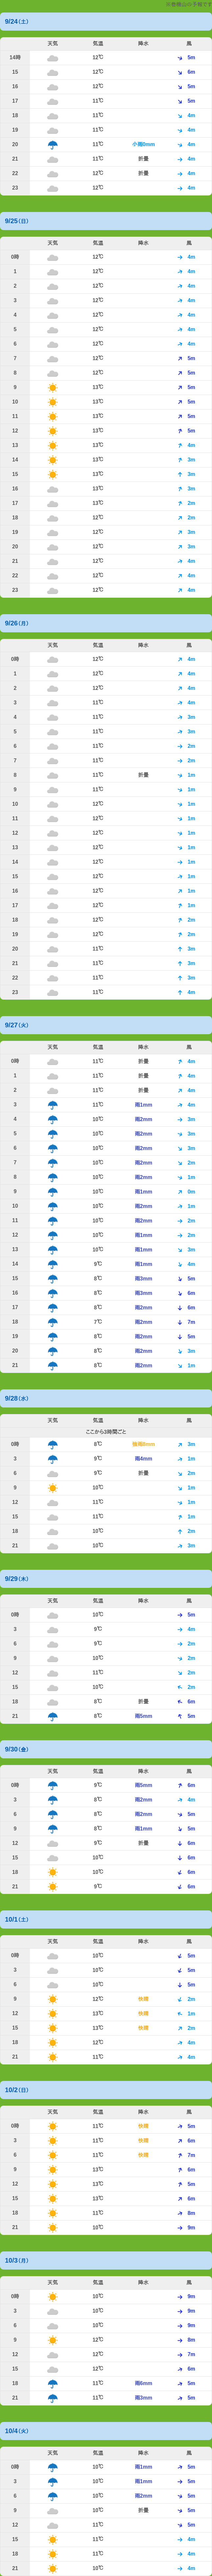 9/24(土)
天気 気温 降水 風
14時 12℃ 5m
15 12℃ 6m
16 12℃ 5m
17 11℃ 5m
18 11℃ 4m
19 11℃ 4m
20 11℃ 小雨0mm 4m
21 11℃ 折畳 4m
22 11℃ 折畳 4m
23 12℃ 4m
9/25(日)
天気 気温 降水 風
0時 12℃ 4m
1 12℃ 4m
2 12℃ 4m
3 12℃ 4m
4 12℃ 4m
5 12℃ 4m
6 12℃ 4m
7 12℃ 5m
8 12℃ 5m
9 13℃ 5m
10 13℃ 5m
11 13℃ 5m
12 13℃ 5m
13 13℃ 4m
14 13℃ 3m
15 13℃ 3m
16 13℃ 3m
17 13℃ 2m
18 12℃ 2m
19 12℃ 3m
20 12℃ 3m
21 12℃ 4m
22 12℃ 4m
23 12℃ 4m
9/26(月)
天気 気温 降水 風
0時 12℃ 4m
1 12℃ 4m
2 12℃ 4m
3 11℃ 4m
4 11℃ 3m
5 11℃ 3m
6 11℃ 2m
7 11℃ 2m
8 11℃ 折畳 1m
9 11℃ 1m
10 12℃ 1m
11 12℃ 1m
12 12℃ 1m
13 12℃ 1m
14 12℃ 1m
15 12℃ 1m
16 12℃ 1m
17 12℃ 1m
18 12℃ 2m
19 12℃ 2m
20 11℃ 3m
21 11℃ 3m
22 11℃ 3m
23 11℃ 4m
9/27(火)
天気 気温 降水 風
0時 11℃ 折畳 4m
1 11℃ 折畳 4m
2 11℃ 折畳 4m
3 11℃ 雨1mm 4m
4 10℃ 雨2mm 3m
5 10℃ 雨2mm 3m
6 10℃ 雨2mm 3m
7 10℃ 雨2mm 2m
8 10℃ 雨1mm 1m
9 10℃ 雨1mm 0m
10 10℃ 雨2mm 1m
11 10℃ 雨2mm 2m
12 10℃ 雨1mm 2m
13 10℃ 雨1mm 3m
14 9℃ 雨1mm 4m
15 8℃ 雨3mm 5m
16 8℃ 雨3mm 6m
17 8℃ 雨2mm 6m
18 7℃ 雨2mm 7m
19 8℃ 雨2mm 5m
20 8℃ 雨2mm 3m
21 8℃ 雨2mm 1m
9/28(水)
天気 気温 降水 風
ここから3時間ごと
0時 8℃ 強雨8mm 3m
3 9℃ 雨4mm 1m
6 9℃ 折畳 2m
9 10℃ 1m
12 11℃ 1m
15 11℃ 1m
18 10℃ 2m
21 10℃ 3m
9/29(木)
天気 気温 降水 風
0時 10℃ 5m
3 9℃ 4m
6 9℃ 2m
9 10℃ 2m
12 11℃ 2m
15 10℃ 2m
18 8℃ 折畳 6m
21 8℃ 雨5mm 5m
9/30(金)
天気 気温 降水 風
0時 9℃ 雨5mm 6m
3 8℃ 雨2mm 4m
6 8℃ 雨2mm 5m
9 8℃ 雨1mm 5m
12 9℃ 折畳 6m
15 10℃ 6m
18 10℃ 6m
21 9℃ 6m
10/1(土)
天気 気温 降水 風
0時 10℃ 5m
3 10℃ 5m
6 10℃ 5m
9 12℃ 快晴 2m
12 13℃ 快晴 1m
15 13℃ 快晴 2m
18 12℃ 4m
21 11℃ 4m
10/2(日)
天気 気温 降水 風
0時 11℃ 快晴 5m
3 11℃ 快晴 6m
6 11℃ 快晴 7m
9 13℃ 6m
12 13℃ 5m
15 13℃ 6m
18 11℃ 8m
21 10℃ 9m
10/3(月)
天気 気温 降水 風
0時 10℃ 9m
3 10℃ 9m
6 10℃ 9m
9 12℃ 8m
12 12℃ 7m
15 12℃ 6m
18 11℃ 雨6mm 5m
21 11℃ 雨3mm 5m
10/4(火)
天気 気温 降水 風
0時 10℃ 雨1mm 5m
3 10℃ 雨1mm 5m
6 10℃ 雨2mm 5m
9 10℃ 折畳 5m
12 11℃ 5m
15 11℃ 4m
18 11℃ 4m
21 10℃ 4m